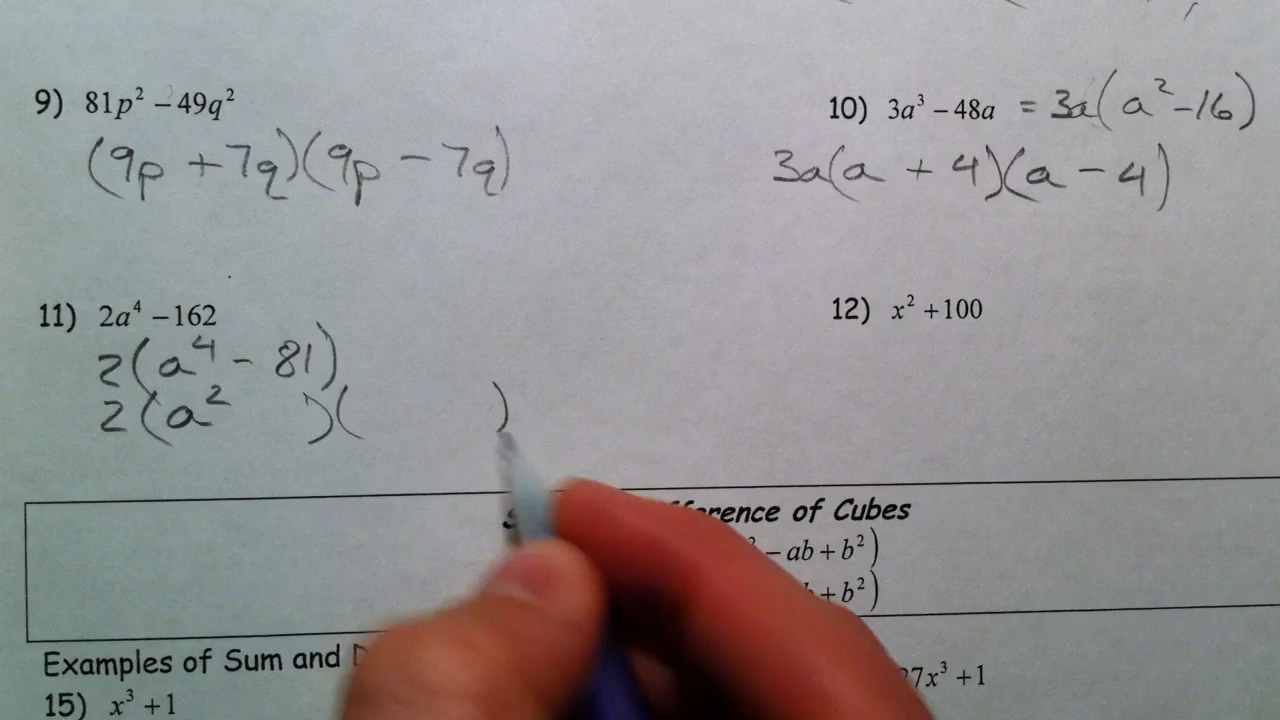 9) 81p² – 49q²
(9p + 7q)(9p – 7q)
10) 3a³ – 48a = 3a(a² – 16)
3a(a + 4)(a – 4)
11) 2a⁴ – 162
2(a⁴ – 81)
2(a² )( )
12) x² + 100
of Cubes
– ab + b²)
+ b²)
Examples of Sum and
15) x³ + 1
7x³ + 1